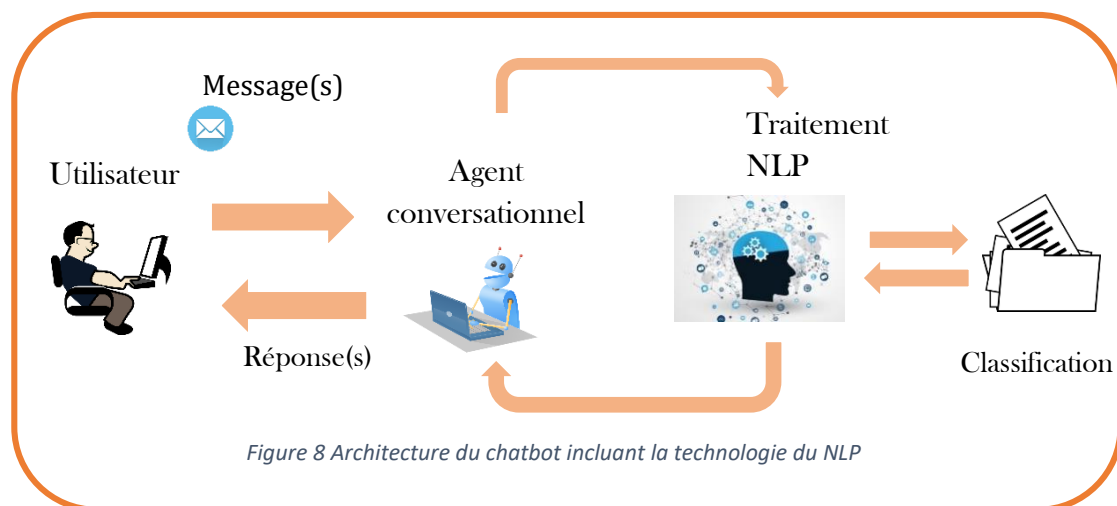 Message(s)
Utilisateur
Agent
conversationnel
Traitement
NLP
Réponse(s)
Classification
Figure 8 Architecture du chatbot incluant la technologie du NLP